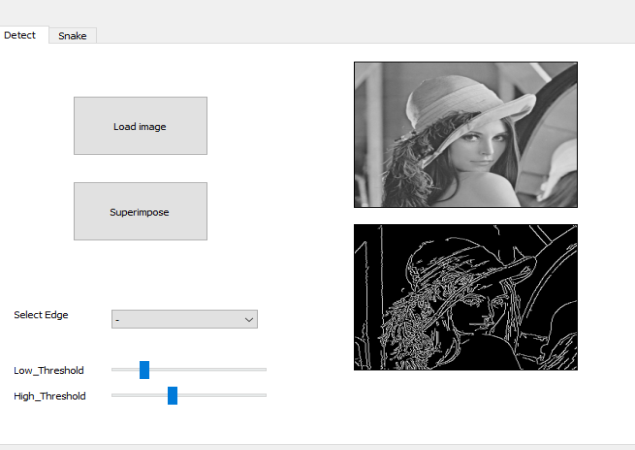 Detect Snake
Load image
Superimpose
Select Edge -
Low_Threshold
High_Threshold